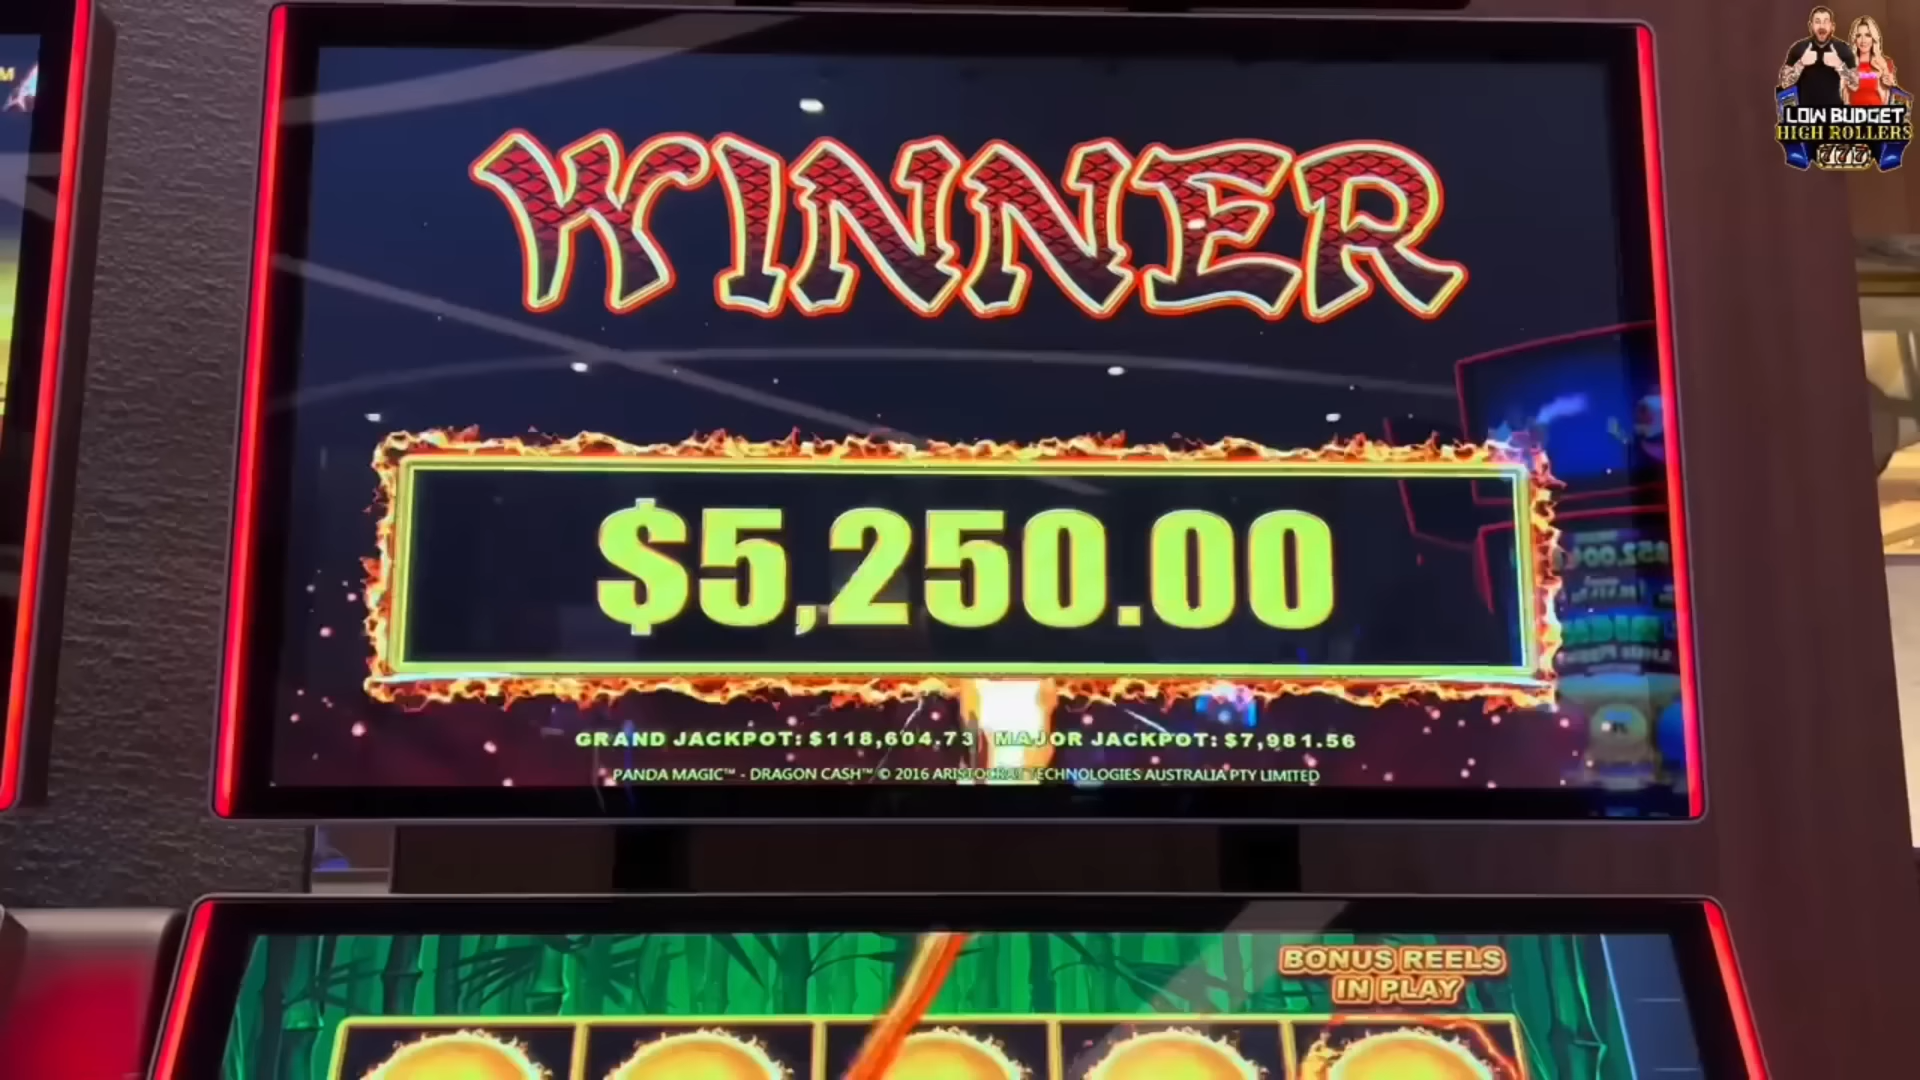 M
LOW BUDGET
HIGH ROLLERS
777
WINNER
$5,250.00
GRAND JACKPOT: $118,604.73 MAJOR JACKPOT: $7,981.56
PANDA MAGIC™ - DRAGON CASH™ © 2016 ARISTOCRAT TECHNOLOGIES AUSTRALIA PTY LIMITED
BONUS REELS
IN PLAY